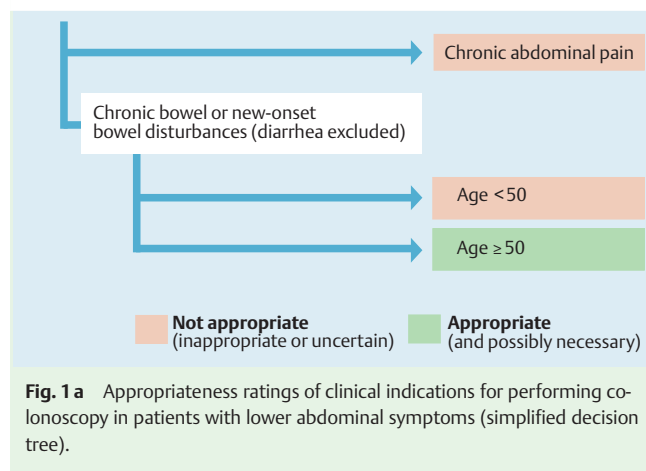 Chronic abdominal pain
Chronic bowel or new-onset
bowel disturbances (diarrhea excluded)
Age <50
Age ≥50
Not appropriate
(inappropriate or uncertain)
Appropriate
(and possibly necessary)
Fig. 1 a Appropriateness ratings of clinical indications for performing co-
lonoscopy in patients with lower abdominal symptoms (simplified decision
tree).